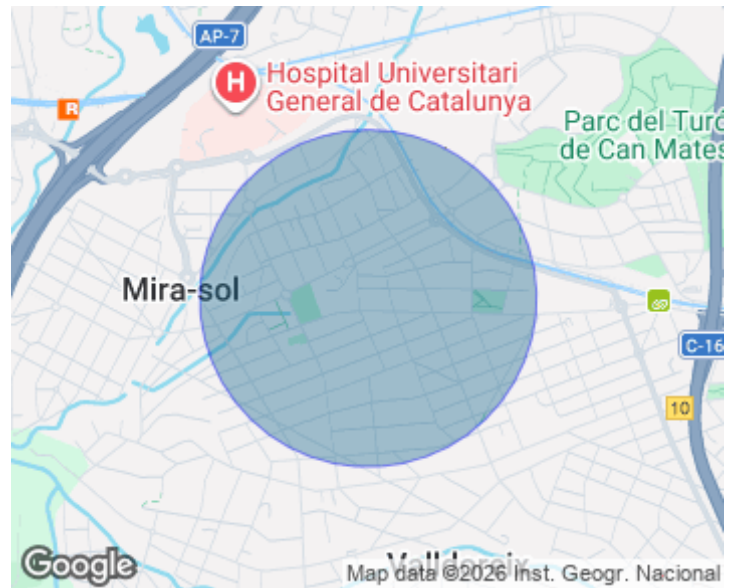 AP-7
H
Hospital Universitari
General de Catalunya
R
Parc del Turó
de Can Mates
Mira-sol
C-16
10
Valldoreix
Google
Map data ©2026 Inst. Geogr. Nacional